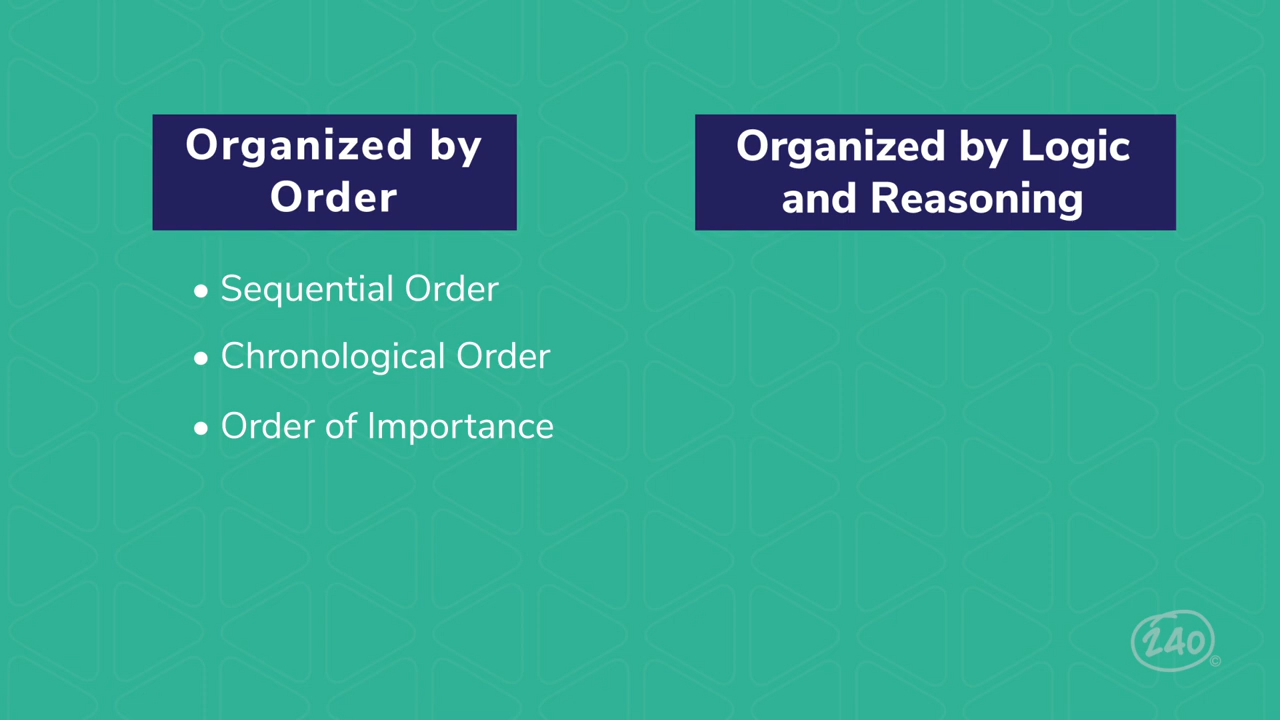 Organized by
Order
• Sequential Order
• Chronological Order
• Order of Importance
Organized by Logic
and Reasoning
240
©